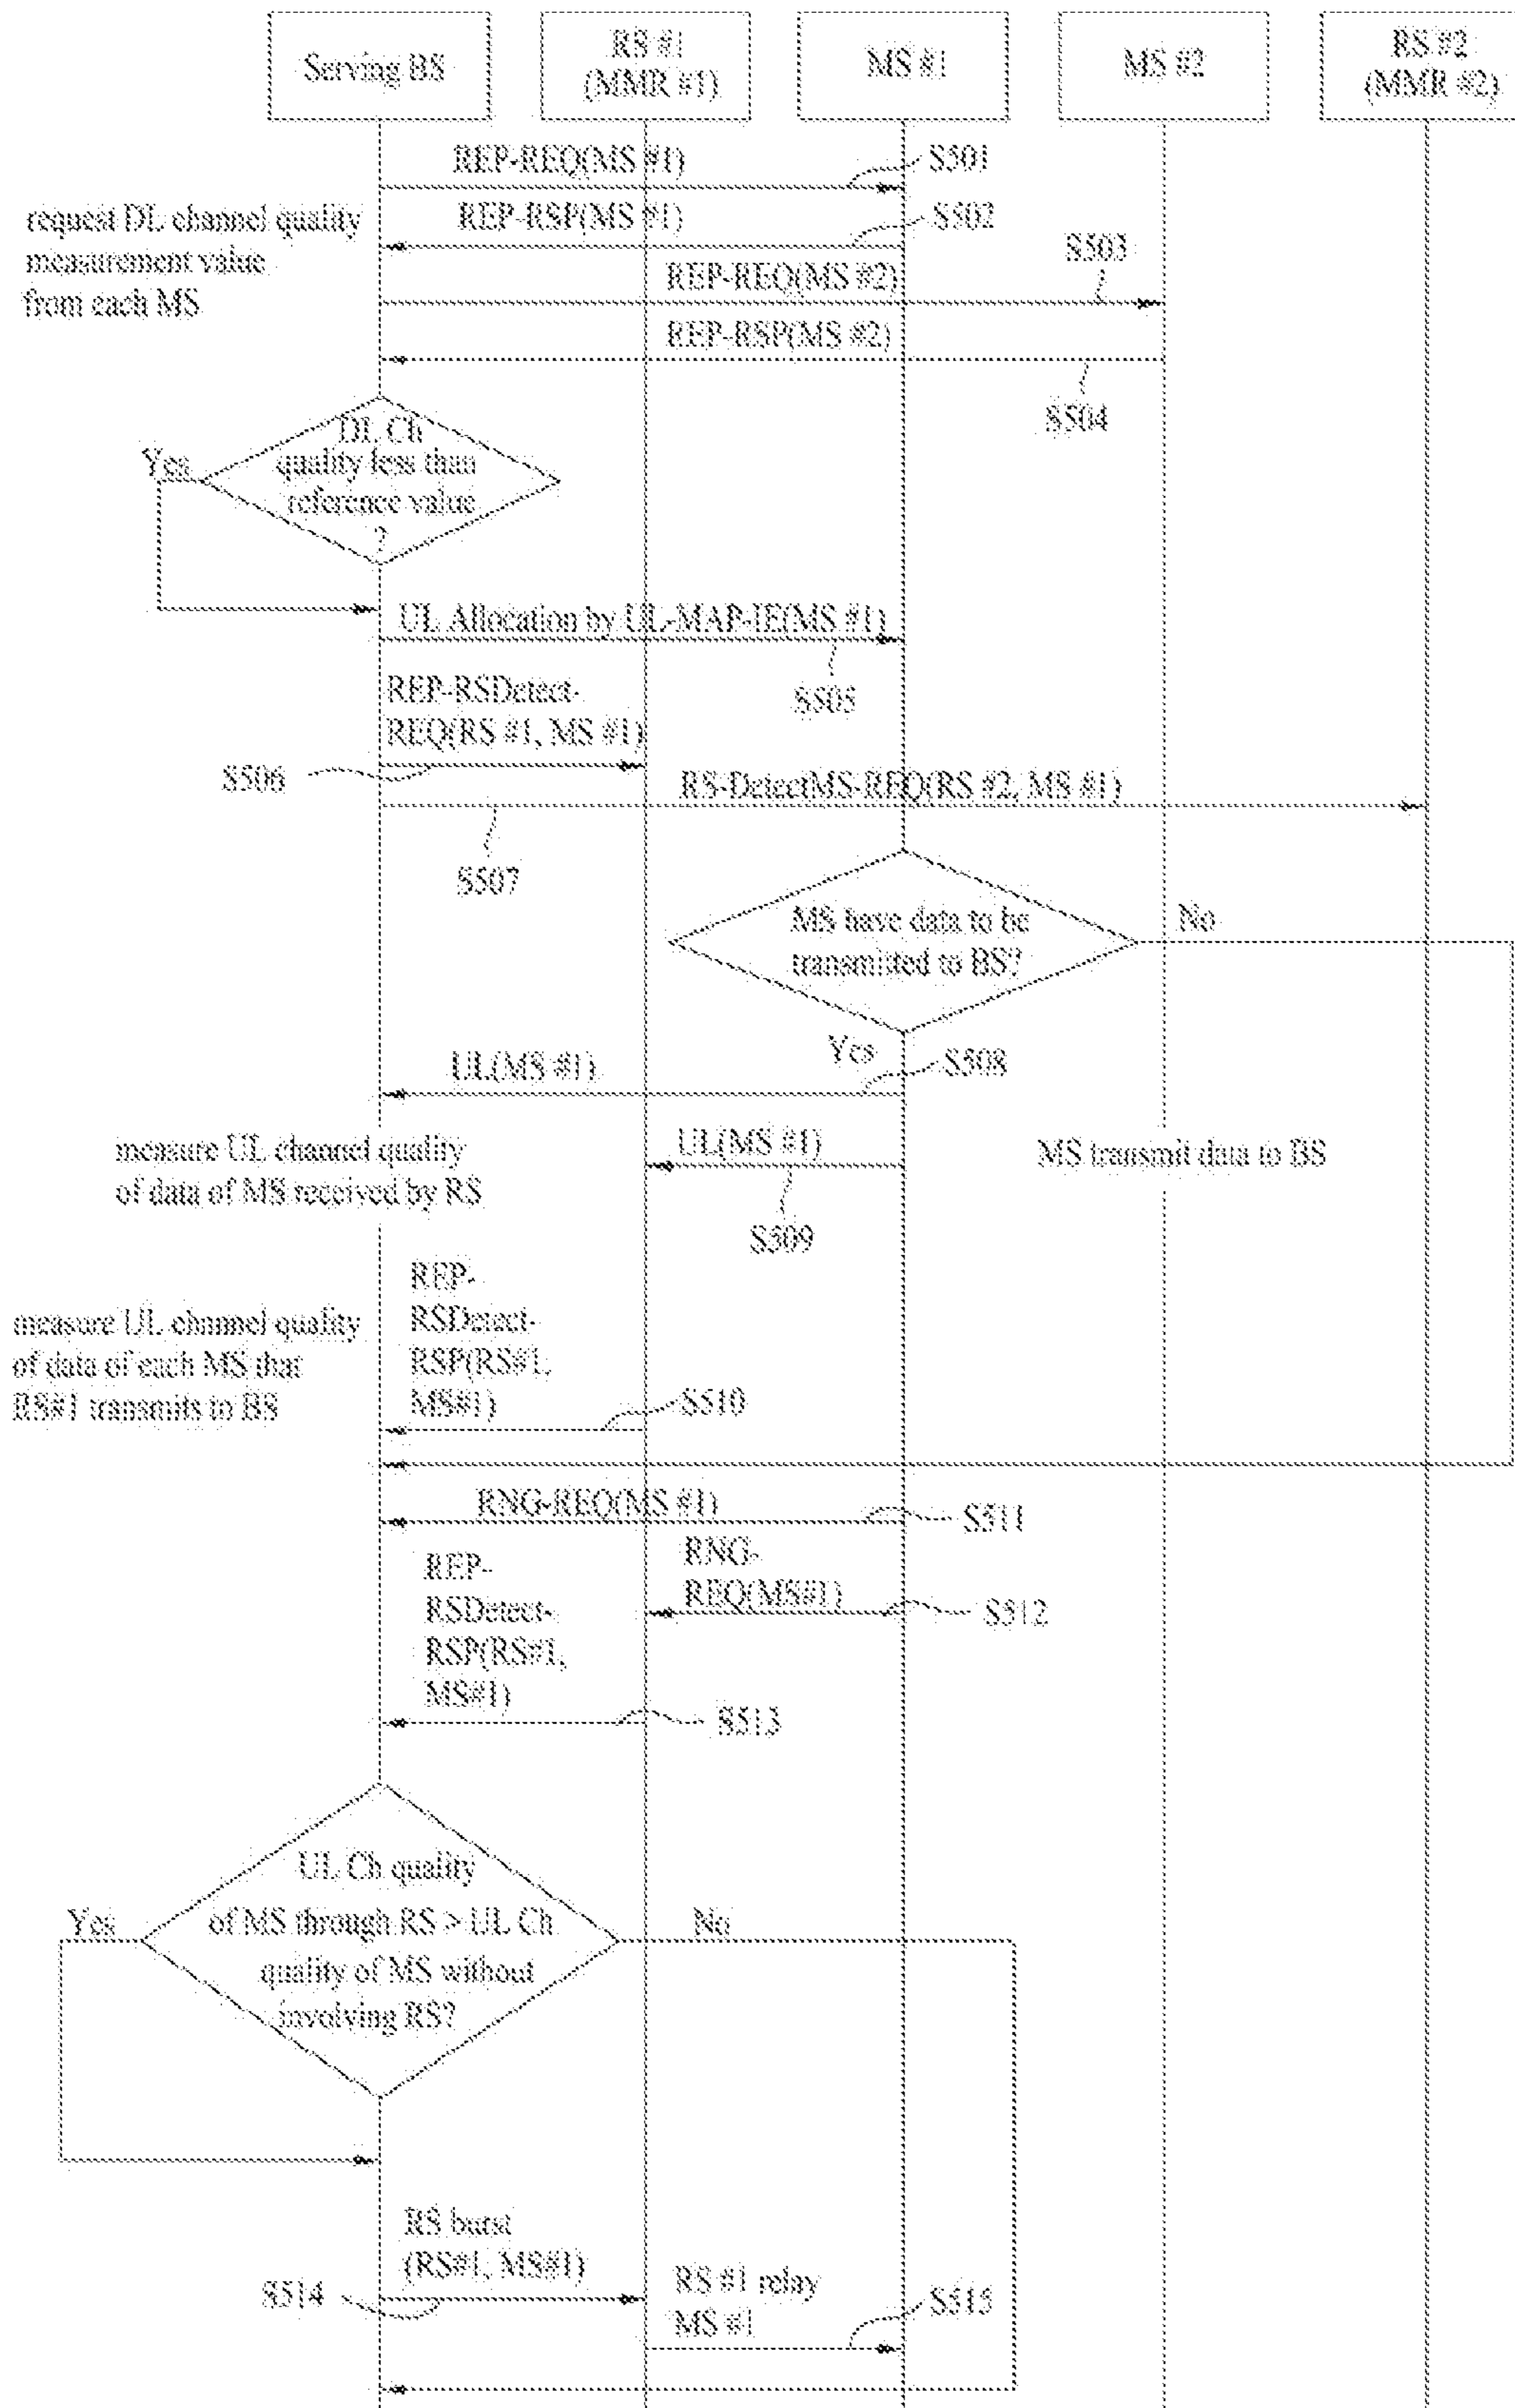 Serving BS
RS #1
(MMR #1)
MS #1
MS #2
RS #2
(MMR #2)
REP-REQ(MS #1)
S501
REP-RSP(MS #1)
S502
request DL channel quality
measurement value
from each MS
REP-REQ(MS #2)
S503
REP-RSP(MS #2)
S504
DL Ch
quality less than
reference value
?
Yes
UL Allocation by UL-MAP-IE(MS #1)
S505
REP-RSDetect-
REQ(RS #1, MS #1)
S506
RS-DetectMS-REQ(RS #2, MS #1)
S507
MS have data to be
transmitted to BS?
No
Yes
UL(MS #1)
S508
measure UL channel quality
of data of MS received by RS
UL(MS #1)
MS transmit data to BS
S509
REP-
RSDetect-
RSP(RS#1,
MS#1)
S510
measure UL channel quality
of data of each MS that
RS#1 transmits to BS
RNG-REQ(MS #1)
S511
RNG-
REQ(MS#1)
S512
REP-
RSDetect-
RSP(RS#1,
MS#1)
S513
UL Ch quality
of MS through RS > UL Ch
quality of MS without
involving RS?
Yes
No
RS burst
(RS#1, MS#1)
S514
RS #1 relay
MS #1
S515